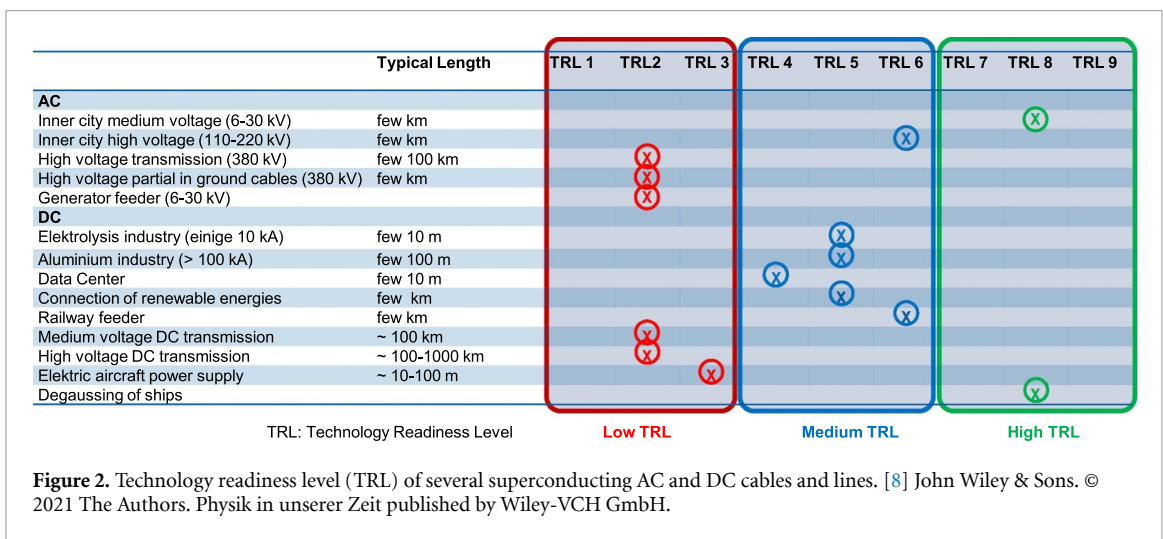 Typical Length TRL 1 TRL2 TRL 3 TRL 4 TRL 5 TRL 6 TRL 7 TRL 8 TRL 9
AC
Inner city medium voltage (6-30 kV) few km X
Inner city high voltage (110-220 kV) few km X
High voltage transmission (380 kV) few 100 km X
High voltage partial in ground cables (380 kV) few km X
Generator feeder (6-30 kV) X
DC
Elektrolysis industry (einige 10 kA) few 10 m X
Aluminium industry (> 100 kA) few 100 m X
Data Center few 10 m X
Connection of renewable energies few km X
Railway feeder few km X
Medium voltage DC transmission ~ 100 km X
High voltage DC transmission ~ 100-1000 km X
Elektric aircraft power supply ~ 10-100 m X
Degaussing of ships X
TRL: Technology Readiness Level Low TRL Medium TRL High TRL
Figure 2. Technology readiness level (TRL) of several superconducting AC and DC cables and lines. [8] John Wiley & Sons. ©
2021 The Authors. Physik in unserer Zeit published by Wiley-VCH GmbH.